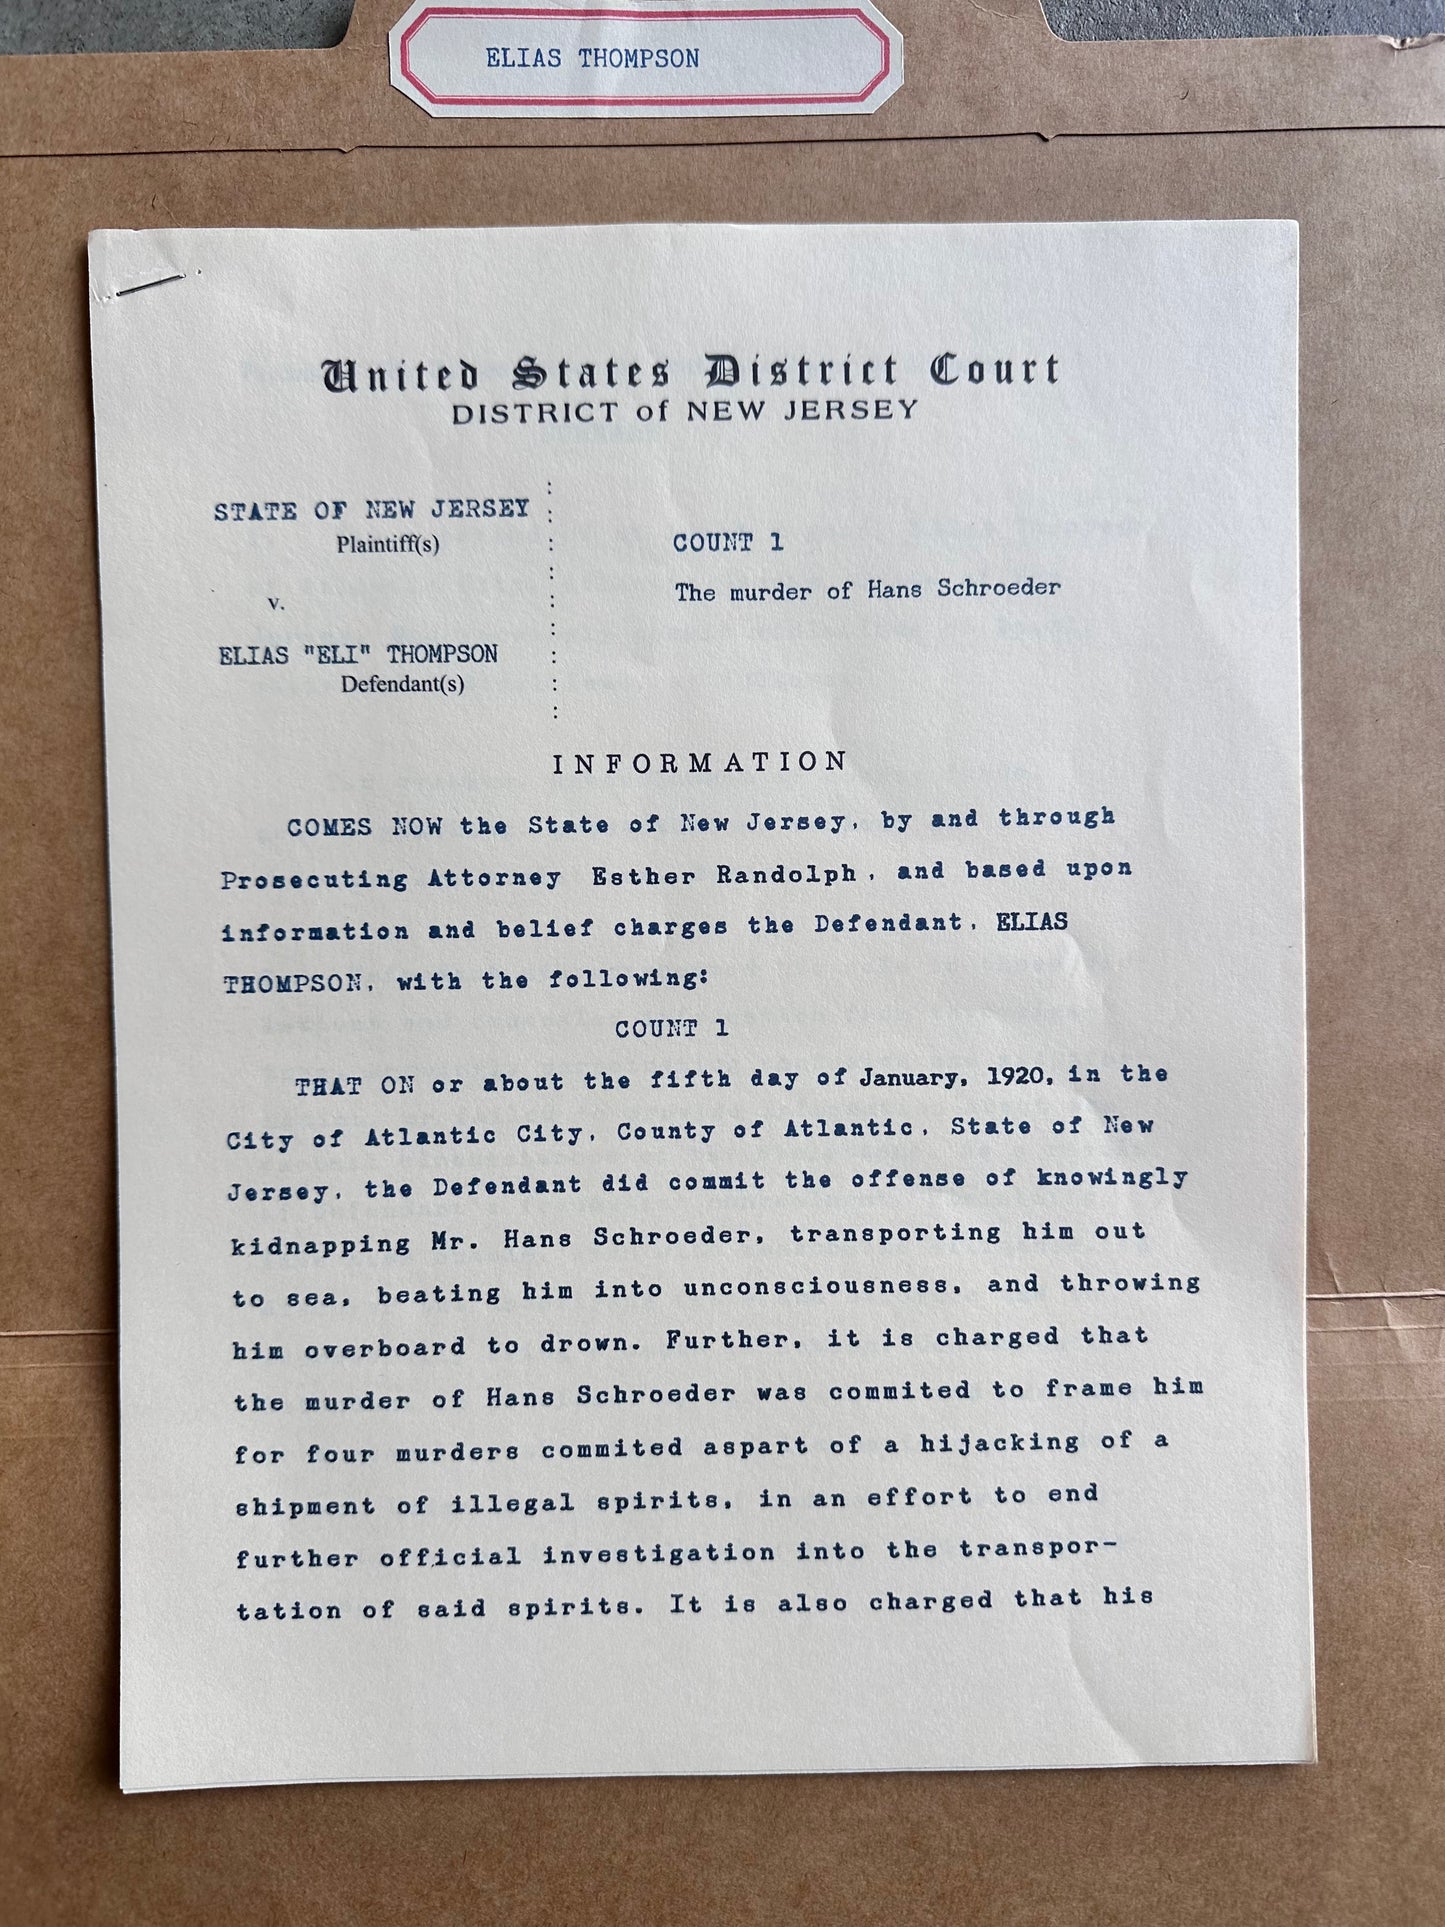 ELIAS THOMPSON
United States District Court
DISTRICT of NEW JERSEY
STATE OF NEW JERSEY
Plaintiff(s)
v.
ELIAS "ELI" THOMPSON
Defendant(s)
COUNT 1
The murder of Hans Schroeder
INFORMATION
COMES NOW the State of New Jersey, by and through
Prosecuting Attorney Esther Randolph, and based upon
information and belief charges the Defendant, ELIAS
THOMPSON, with the following:
COUNT 1
THAT ON or about the fifth day of January, 1920, in the
City of Atlantic City, County of Atlantic, State of New
Jersey, the Defendant did commit the offense of knowingly
kidnapping Mr. Hans Schroeder, transporting him out
to sea, beating him into unconsciousness, and throwing
him overboard to drown. Further, it is charged that
the murder of Hans Schroeder was commited to frame him
for four murders commited aspart of a hijacking of a
shipment of illegal spirits, in an effort to end
further official investigation into the transpor-
tation of said spirits. It is also charged that his